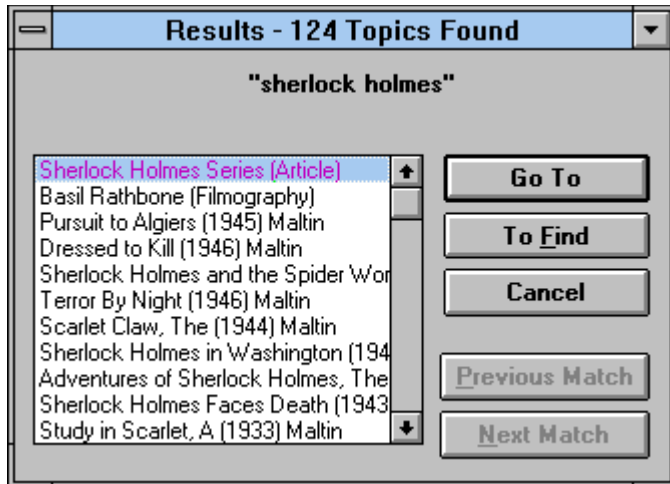 Results - 124 Topics Found
"sherlock holmes"
Sherlock Holmes Series (Article)
Basil Rathbone (Filmography)
Pursuit to Algiers (1945) Maltin
Dressed to Kill (1946) Maltin
Sherlock Holmes and the Spider Wor
Terror By Night (1946) Maltin
Scarlet Claw, The (1944) Maltin
Sherlock Holmes in Washington (194
Adventures of Sherlock Holmes, The
Sherlock Holmes Faces Death (1943
Study in Scarlet, A (1933) Maltin
Go To
To Find
Cancel
Previous Match
Next Match